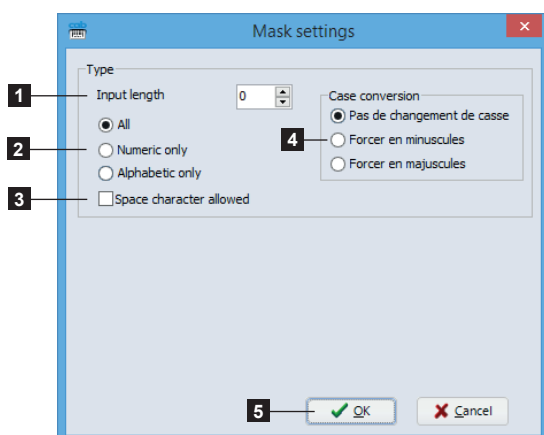 cab
Mask settings
Type
1
Input length
0
All
2
Numeric only
Alphabetic only
3
Space character allowed
Case conversion
Pas de changement de casse
4
Forcer en minuscules
Forcer en majuscules
5
OK
Cancel